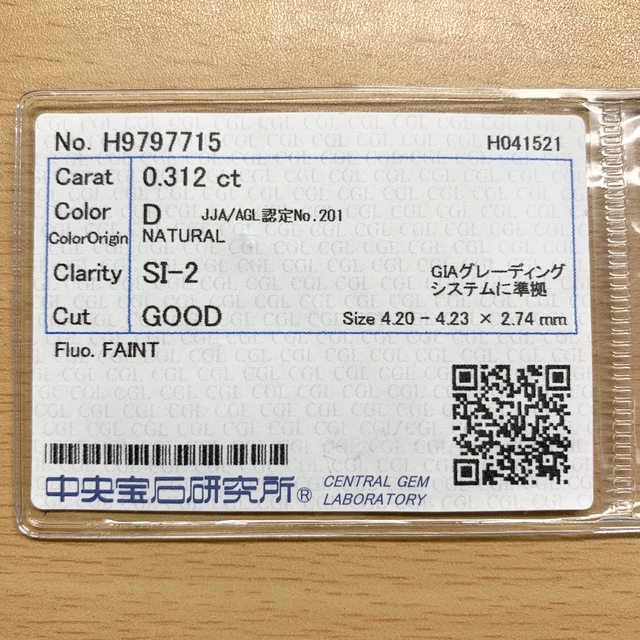 No. H9797715 H041521
Carat 0.312 ct
Color D JJA/AGL認定No.201
ColorOrigin NATURAL
Clarity SI-2 GIAグレーディング
システムに準拠
Cut GOOD Size 4.20 - 4.23 × 2.74 mm
Fluo. FAINT
中央宝石研究所® CENTRAL GEM
LABORATORY